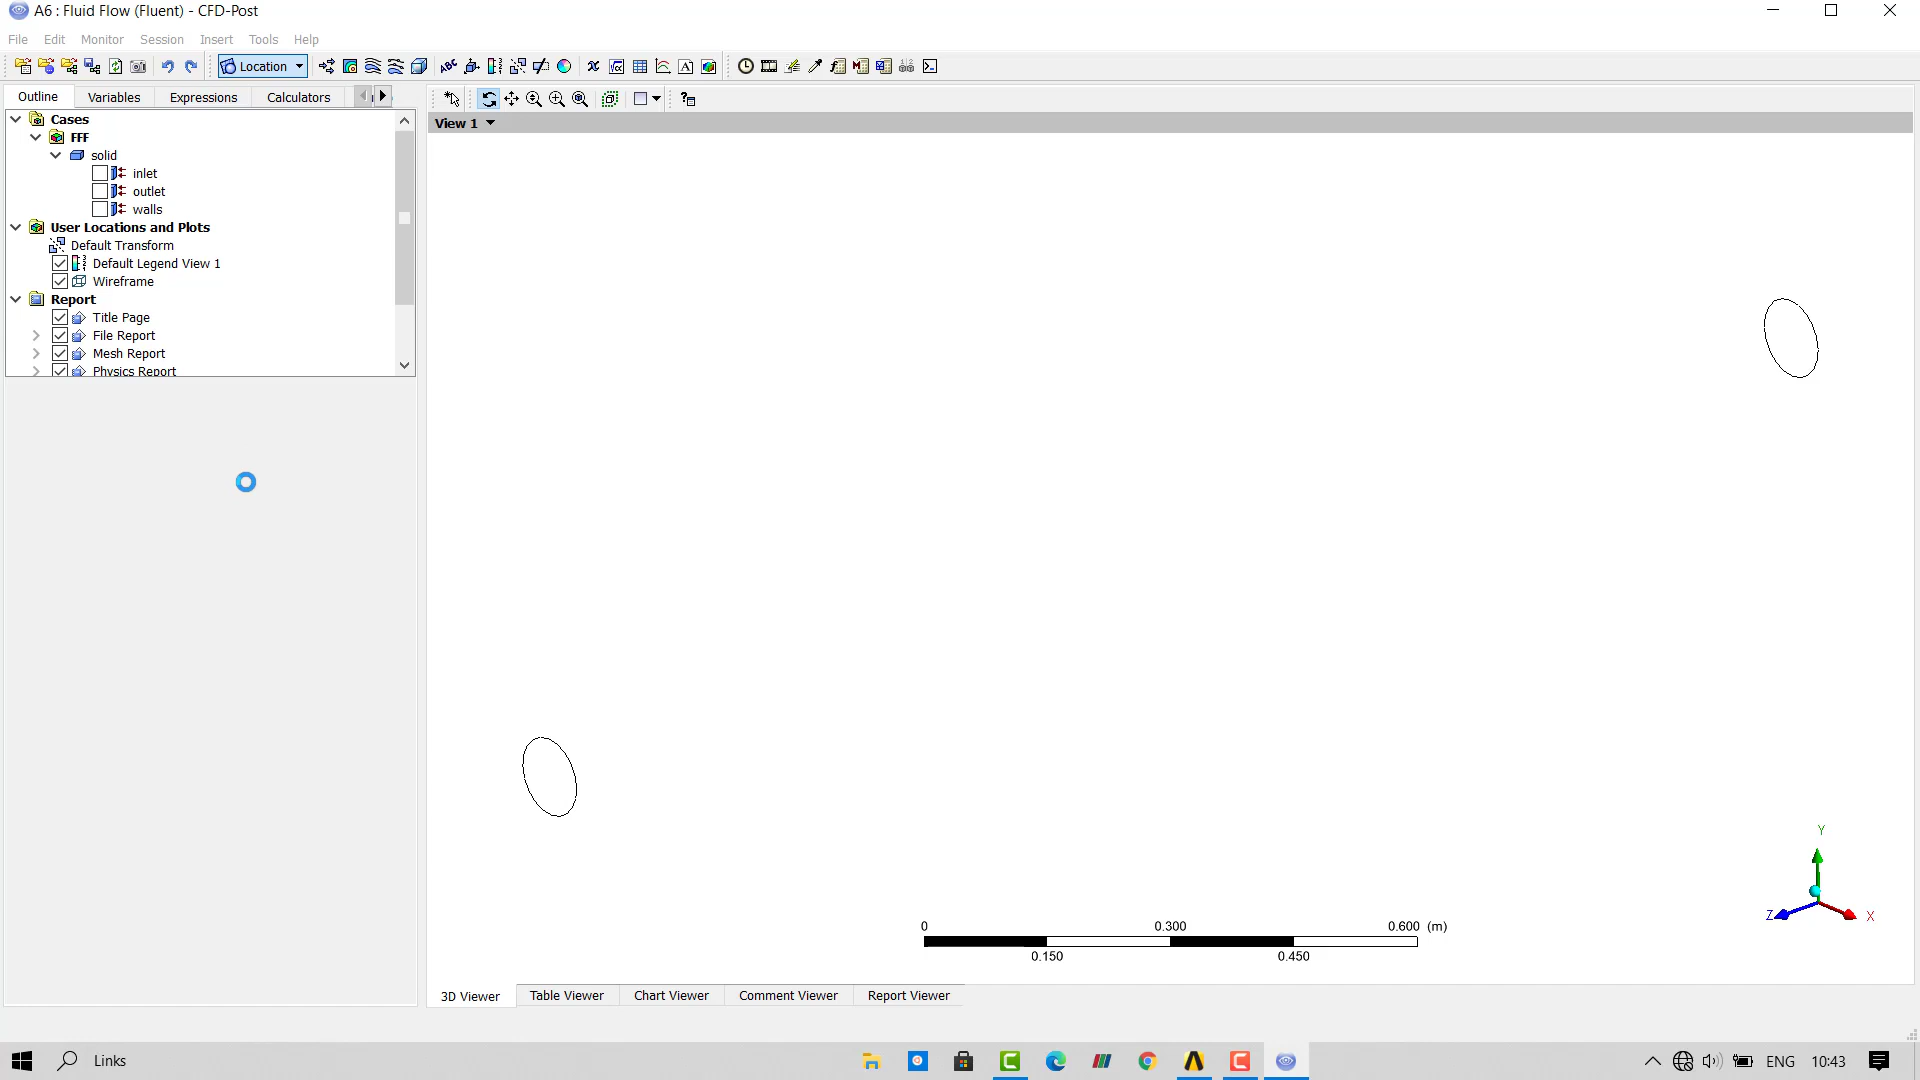 A6 : Fluid Flow (Fluent) - CFD-Post
File Edit Monitor Session Insert Tools Help
Location
Outline Variables Expressions Calculators
View 1
Cases
FFF
solid
inlet
outlet
walls
User Locations and Plots
Default Transform
Default Legend View 1
Wireframe
Report
Title Page
File Report
Mesh Report
Physics Report
Y
Z X
0 0.300 0.600 (m)
0.150 0.450
3D Viewer Table Viewer Chart Viewer Comment Viewer Report Viewer
Links
ENG 10:43